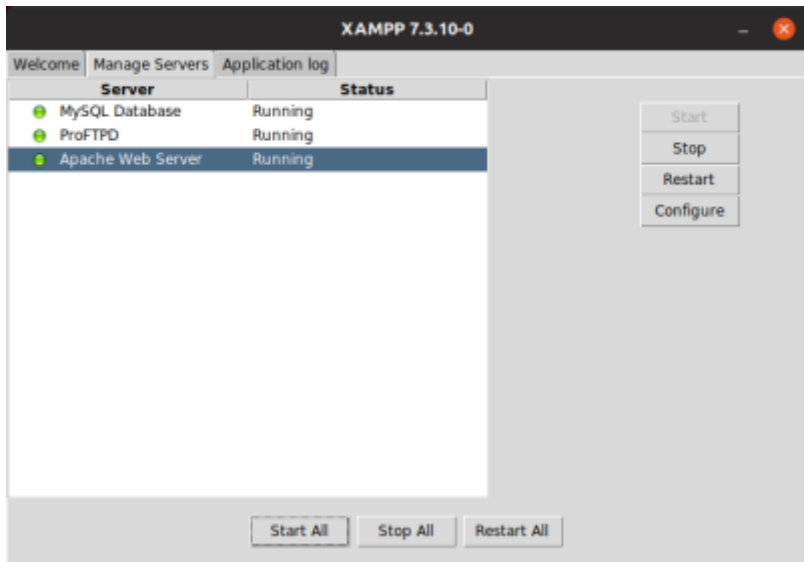 XAMPP 7.3.10-0
Welcome Manage Servers Application log
Server Status
MySQL Database Running
ProFTPD Running
Apache Web Server Running
Start
Stop
Restart
Configure
Start All Stop All Restart All